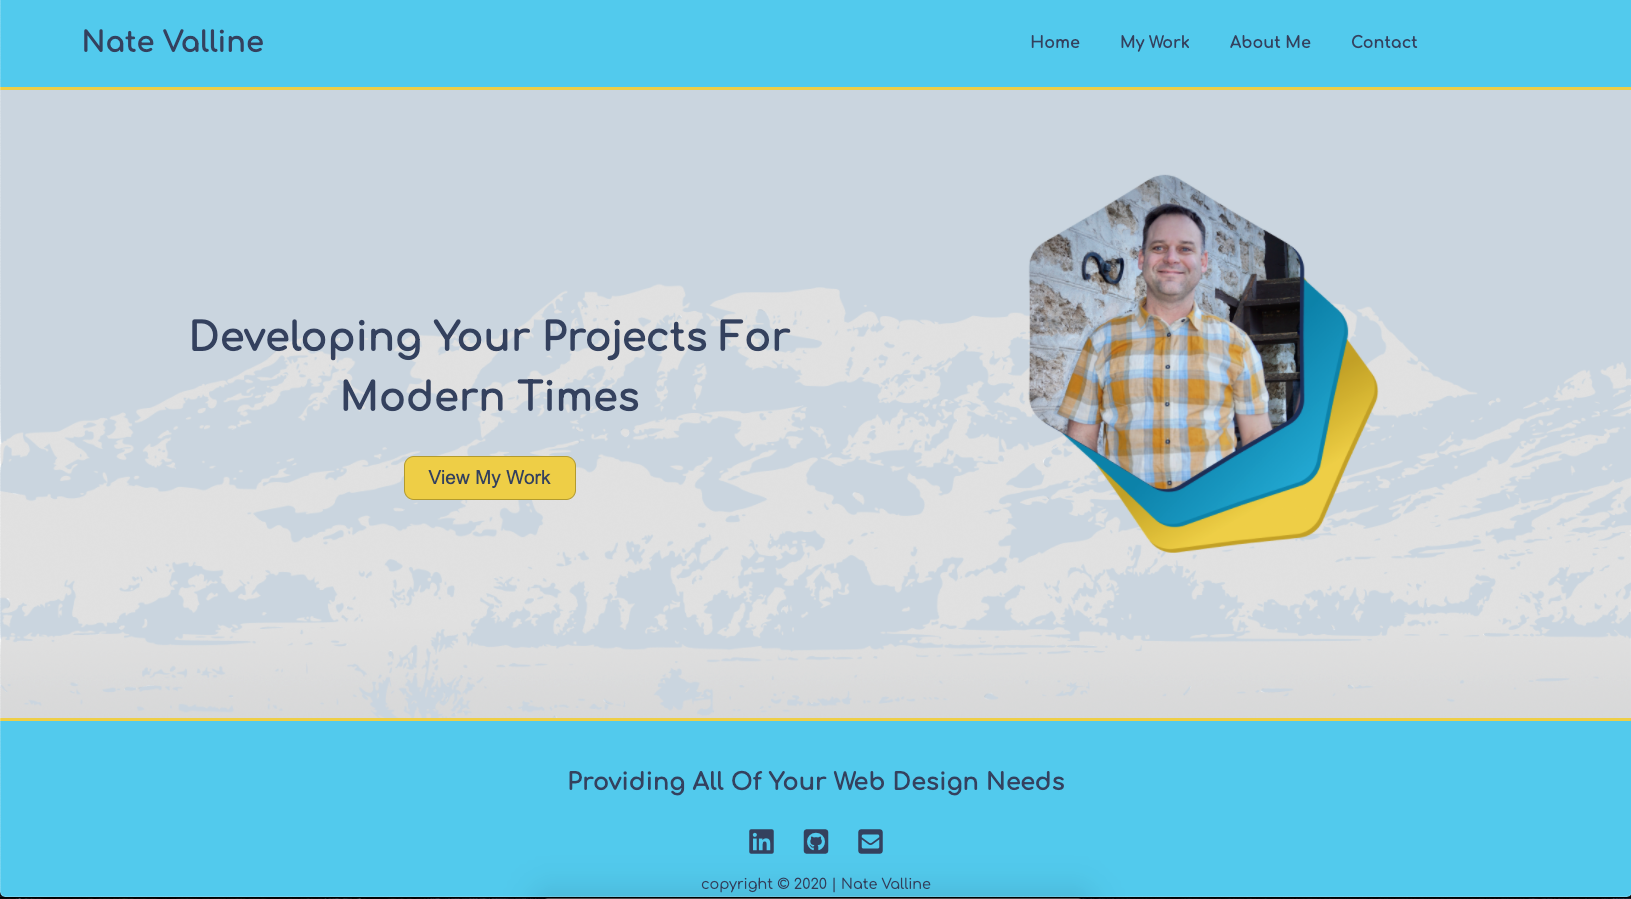 Nate Valline
Home My Work About Me Contact
Developing Your Projects For
Modern Times
View My Work
Providing All Of Your Web Design Needs
in
copyright © 2020 | Nate Valline